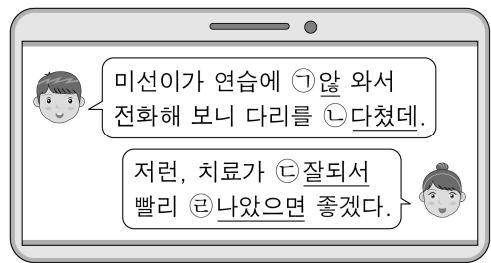 미선이가 연습에 ㉠않 와서
전화해 보니 다리를 ㉡다쳤데.
저런, 치료가 ㉢잘되서
빨리 ㉣나았으면 좋겠다.